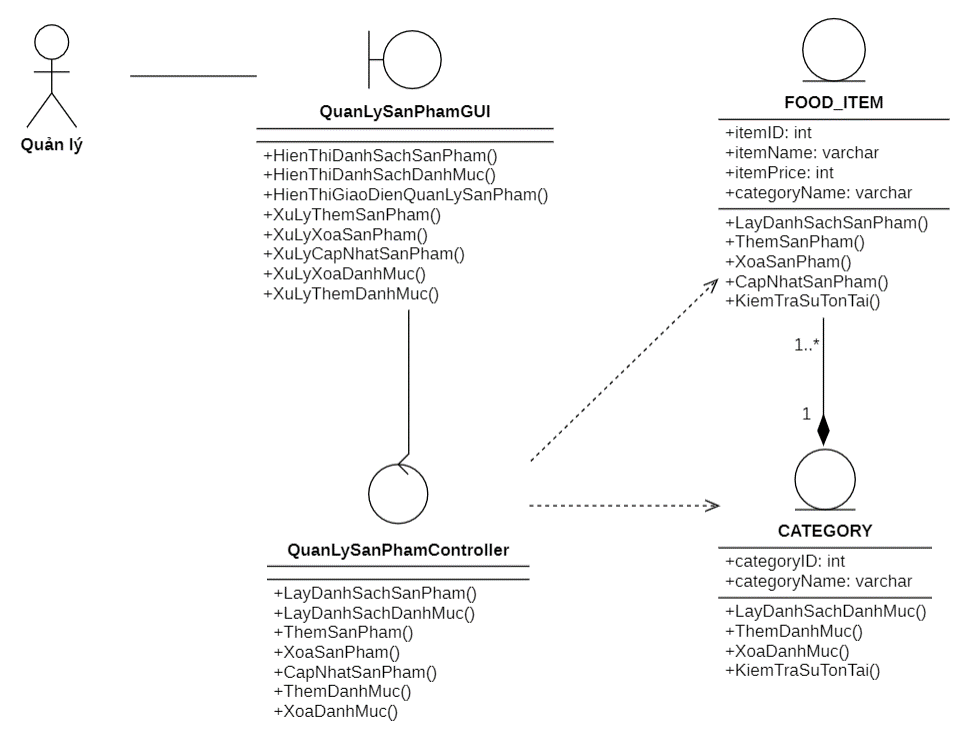 Quản lý
QuanLySanPhamGUI
+HienThiDanhSachSanPham()
+HienThiDanhSachDanhMuc()
+HienThiGiaoDienQuanLySanPham()
+XuLyThemSanPham()
+XuLyXoaSanPham()
+XuLyCapNhatSanPham()
+XuLyXoaDanhMuc()
+XuLyThemDanhMuc()
FOOD_ITEM
+itemID: int
+itemName: varchar
+itemPrice: int
+categoryName: varchar
+LayDanhSachSanPham()
+ThemSanPham()
+XoaSanPham()
+CapNhatSanPham()
+KiemTraSuTonTai()
1..*
1
QuanLySanPhamController
+LayDanhSachSanPham()
+LayDanhSachDanhMuc()
+ThemSanPham()
+XoaSanPham()
+CapNhatSanPham()
+ThemDanhMuc()
+XoaDanhMuc()
CATEGORY
+categoryID: int
+categoryName: varchar
+LayDanhSachDanhMuc()
+ThemDanhMuc()
+XoaDanhMuc()
+KiemTraSuTonTai()